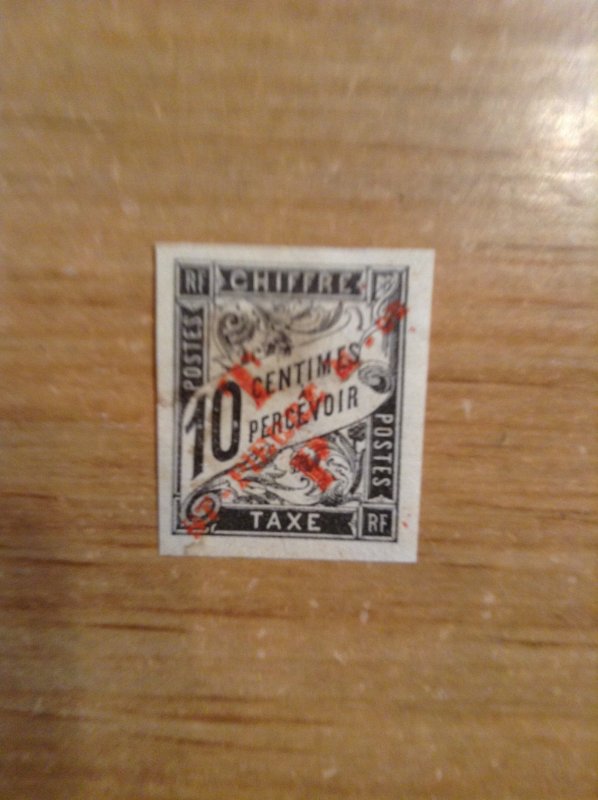 RF CHIFFRE
POSTES
10 CENTIMES
PERCEVOIR
POSTES
TAXE RF